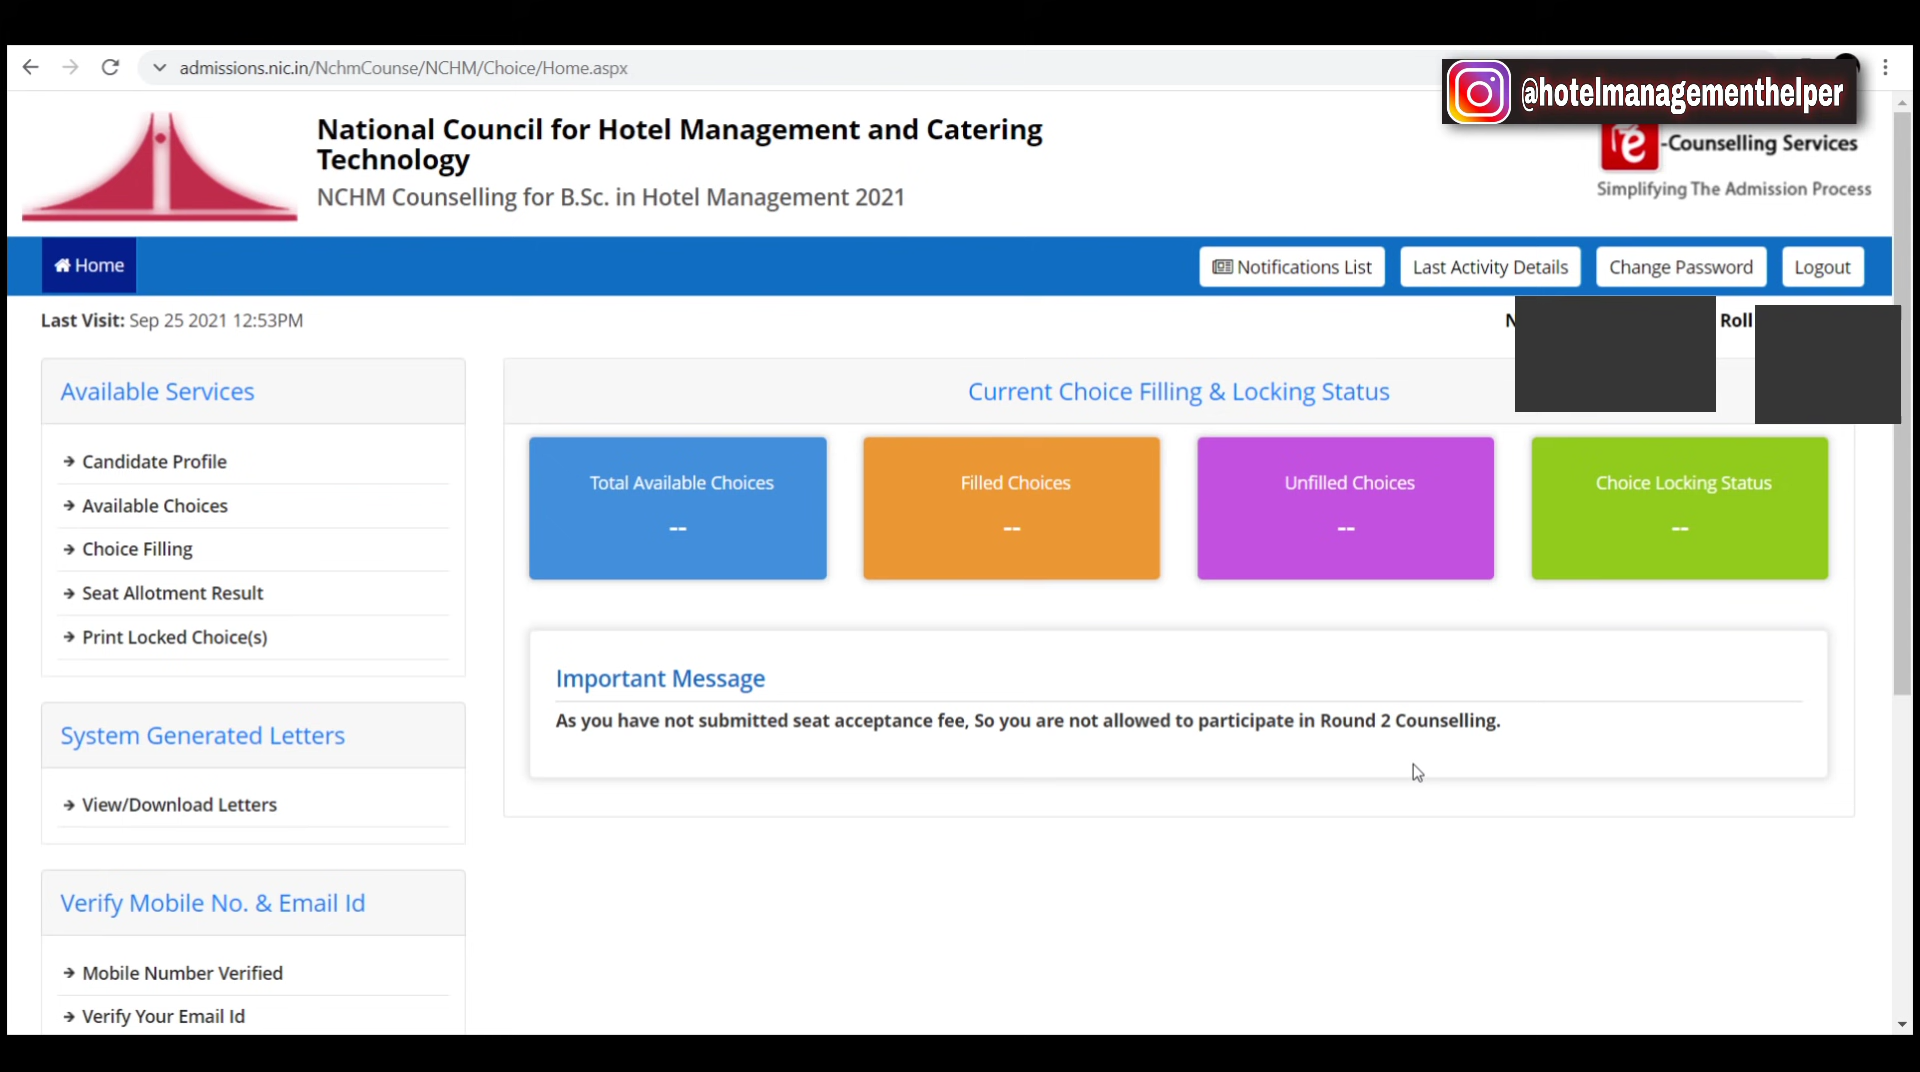 admissions.nic.in/NchmCounse/NCHM/Choice/Home.aspx
@hotelmanagementhelper
National Council for Hotel Management and Catering
Technology
NCHM Counselling for B.Sc. in Hotel Management 2021
e-Counselling Services
Simplifying The Admission Process
Home
Notifications List
Last Activity Details
Change Password
Logout
Last Visit: Sep 25 2021 12:53PM
Roll
Available Services
Candidate Profile
Available Choices
Choice Filling
Seat Allotment Result
Print Locked Choice(s)
System Generated Letters
View/Download Letters
Verify Mobile No. & Email Id
Mobile Number Verified
Verify Your Email Id
Current Choice Filling & Locking Status
Total Available Choices
--
Filled Choices
--
Unfilled Choices
--
Choice Locking Status
--
Important Message
As you have not submitted seat acceptance fee, So you are not allowed to participate in Round 2 Counselling.